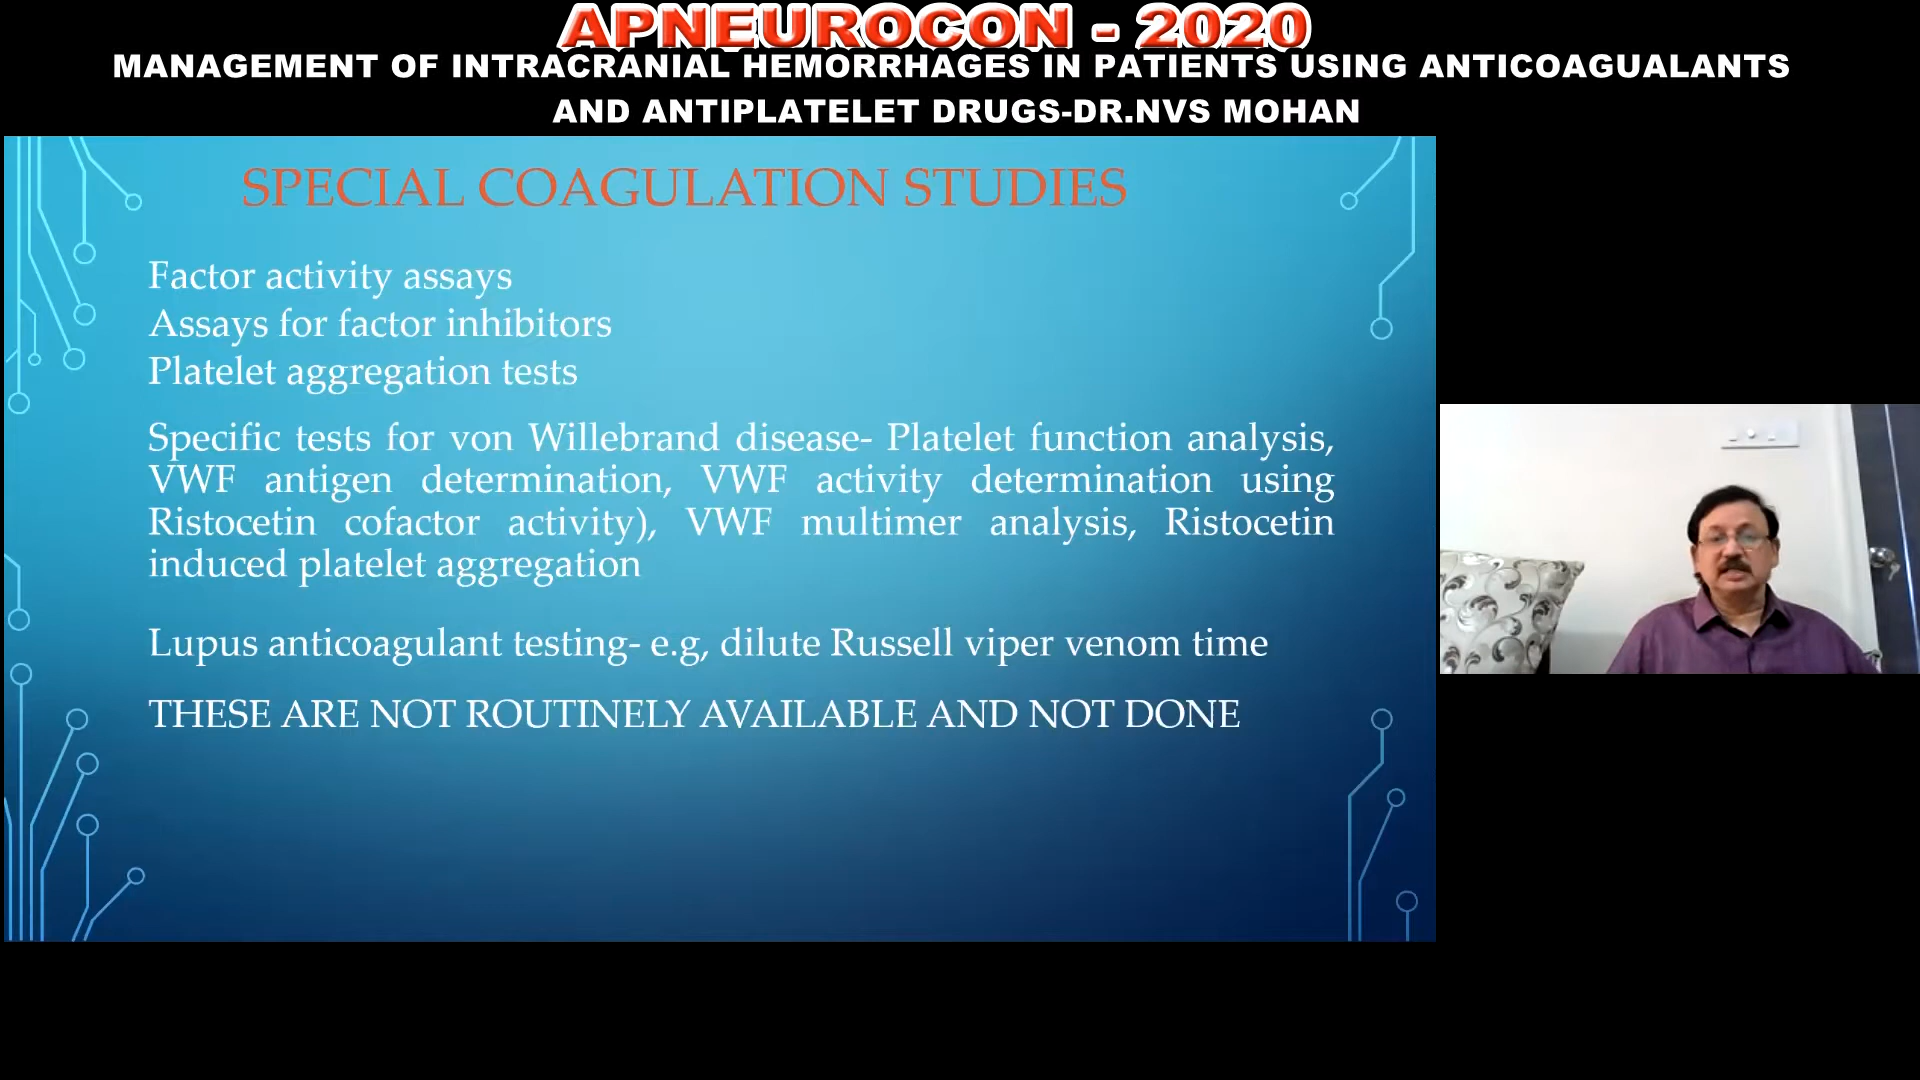 APNEUROCON - 2020
MANAGEMENT OF INTRACRANIAL HEMORRHAGES IN PATIENTS USING ANTICOAGUALANTS
AND ANTIPLATELET DRUGS-DR.NVS MOHAN
SPECIAL COAGULATION STUDIES
Factor activity assays
Assays for factor inhibitors
Platelet aggregation tests
Specific tests for von Willebrand disease- Platelet function analysis,
VWF antigen determination, VWF activity determination using
Ristocetin cofactor activity), VWF multimer analysis, Ristocetin
induced platelet aggregation
Lupus anticoagulant testing- e.g, dilute Russell viper venom time
THESE ARE NOT ROUTINELY AVAILABLE AND NOT DONE